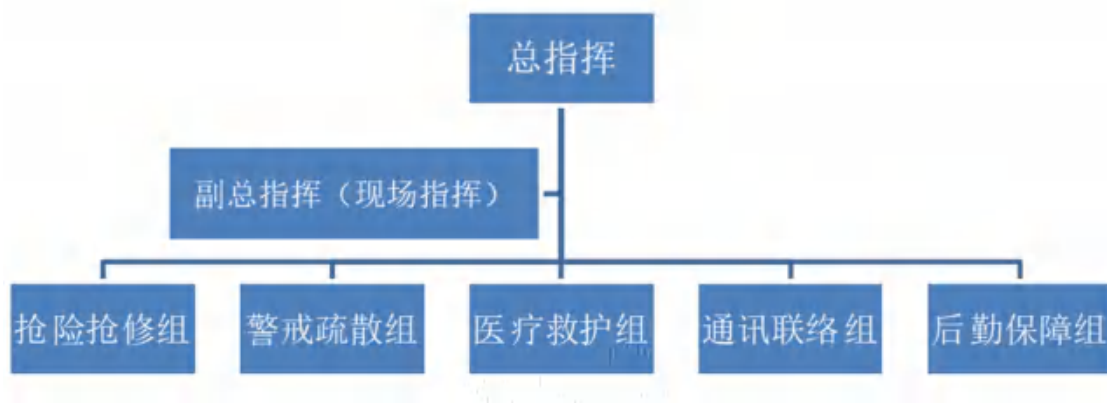 总指挥
副总指挥（现场指挥）
抢险抢修组
警戒疏散组
医疗救护组
通讯联络组
后勤保障组